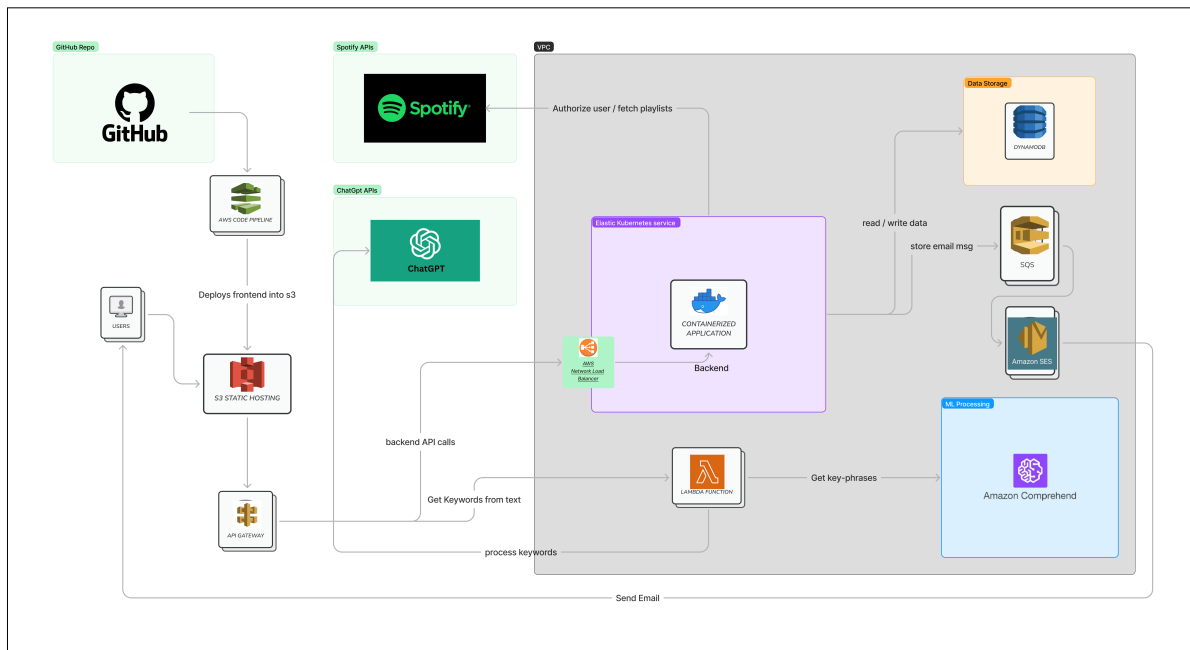 GitHub Repo
GitHub
Spotify APIs
Spotify
VPC
Authorize user / fetch playlists
Data Storage
DYNAMODB
AWS CODE PIPELINE
ChatGpt APIs
ChatGPT
Elastic Kubernetes service
read / write data
store email msg
SQS
Deploys frontend into s3
USERS
CONTAINERIZED
APPLICATION
Backend
AWS
Network Load
Balancer
Amazon SES
S3 STATIC HOSTING
ML Processing
backend API calls
Get Keywords from text
LAMBDA FUNCTION
Get key-phrases
Amazon Comprehend
API GATEWAY
process keywords
Send Email